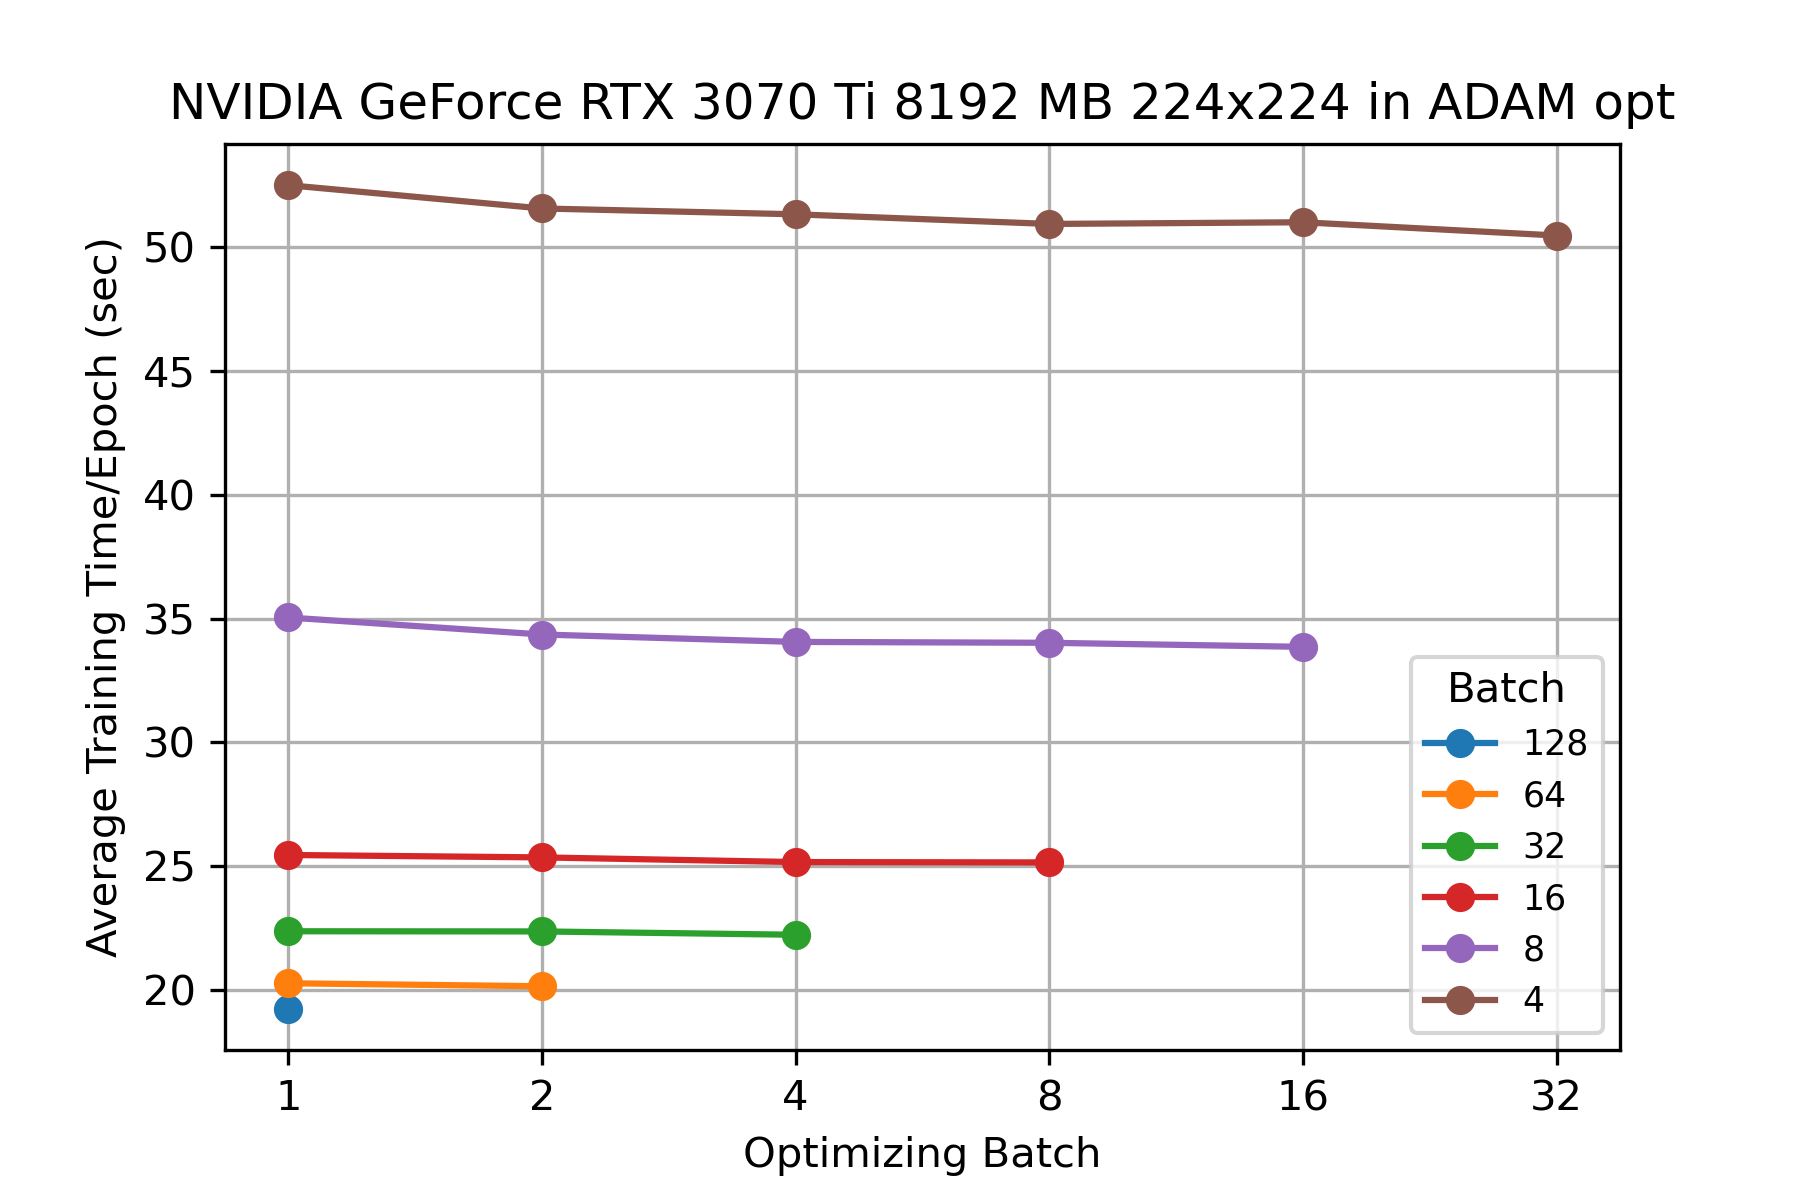 NVIDIA GeForce RTX 3070 Ti 8192 MB 224x224 in ADAM opt
Average Training Time/Epoch (sec)
50
45
40
35
30
25
20
Batch
128
64
32
16
8
4
1 2 4 8 16 32
Optimizing Batch